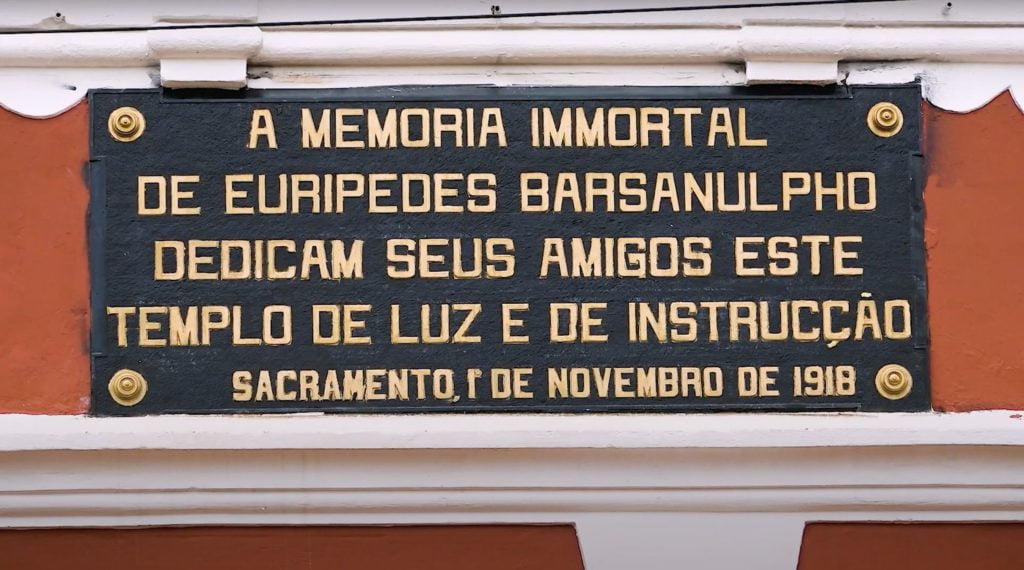 A MEMORIA IMMORTAL
DE EURIPEDES BARSANULPHO
DEDICAM SEUS AMIGOS ESTE
TEMPLO DE LUZ E DE INSTRUCÇÃO
SACRAMENTO, 1º DE NOVEMBRO DE 1918